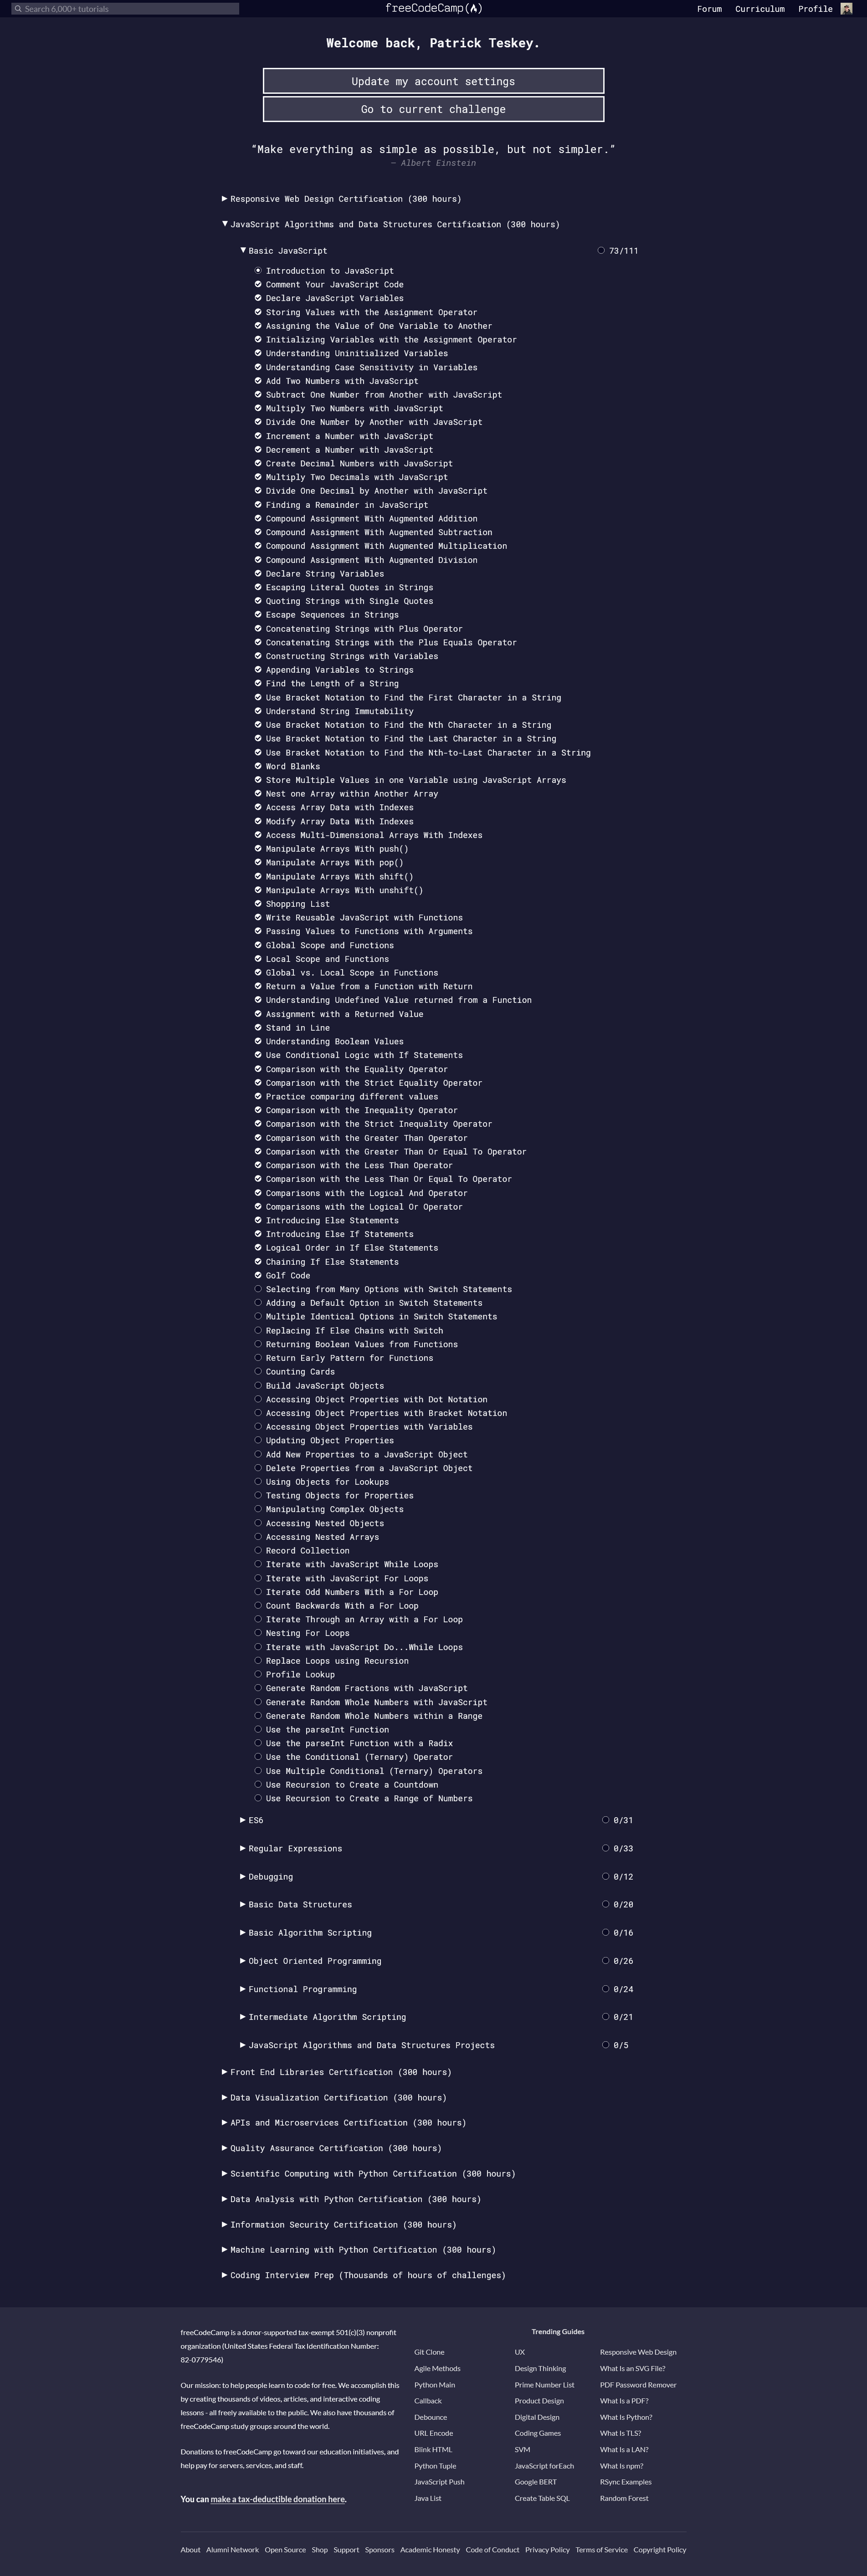 Search 6,000+ tutorials
freeCodeCamp
Forum Curriculum Profile
Welcome back, Patrick Teskey.
Update my account settings
Go to current challenge
“Make everything as simple as possible, but not simpler.”
— Albert Einstein
Responsive Web Design Certification (300 hours)
JavaScript Algorithms and Data Structures Certification (300 hours)
Basic JavaScript 73/111
Introduction to JavaScript
Comment Your JavaScript Code
Declare JavaScript Variables
Storing Values with the Assignment Operator
Assigning the Value of One Variable to Another
Initializing Variables with the Assignment Operator
Understanding Uninitialized Variables
Understanding Case Sensitivity in Variables
Add Two Numbers with JavaScript
Subtract One Number from Another with JavaScript
Multiply Two Numbers with JavaScript
Divide One Number by Another with JavaScript
Increment a Number with JavaScript
Decrement a Number with JavaScript
Create Decimal Numbers with JavaScript
Multiply Two Decimals with JavaScript
Divide One Decimal by Another with JavaScript
Finding a Remainder in JavaScript
Compound Assignment With Augmented Addition
Compound Assignment With Augmented Subtraction
Compound Assignment With Augmented Multiplication
Compound Assignment With Augmented Division
Declare String Variables
Escaping Literal Quotes in Strings
Quoting Strings with Single Quotes
Escape Sequences in Strings
Concatenating Strings with Plus Operator
Concatenating Strings with the Plus Equals Operator
Constructing Strings with Variables
Appending Variables to Strings
Find the Length of a String
Use Bracket Notation to Find the First Character in a String
Understand String Immutability
Use Bracket Notation to Find the Nth Character in a String
Use Bracket Notation to Find the Last Character in a String
Use Bracket Notation to Find the Nth-to-Last Character in a String
Word Blanks
Store Multiple Values in one Variable using JavaScript Arrays
Nest one Array within Another Array
Access Array Data with Indexes
Modify Array Data With Indexes
Access Multi-Dimensional Arrays With Indexes
Manipulate Arrays With push()
Manipulate Arrays With pop()
Manipulate Arrays With shift()
Manipulate Arrays With unshift()
Shopping List
Write Reusable JavaScript with Functions
Passing Values to Functions with Arguments
Global Scope and Functions
Local Scope and Functions
Global vs. Local Scope in Functions
Return a Value from a Function with Return
Understanding Undefined Value returned from a Function
Assignment with a Returned Value
Stand in Line
Understanding Boolean Values
Use Conditional Logic with If Statements
Comparison with the Equality Operator
Comparison with the Strict Equality Operator
Practice comparing different values
Comparison with the Inequality Operator
Comparison with the Strict Inequality Operator
Comparison with the Greater Than Operator
Comparison with the Greater Than Or Equal To Operator
Comparison with the Less Than Operator
Comparison with the Less Than Or Equal To Operator
Comparisons with the Logical And Operator
Comparisons with the Logical Or Operator
Introducing Else Statements
Introducing Else If Statements
Logical Order in If Else Statements
Chaining If Else Statements
Golf Code
Selecting from Many Options with Switch Statements
Adding a Default Option in Switch Statements
Multiple Identical Options in Switch Statements
Replacing If Else Chains with Switch
Returning Boolean Values from Functions
Return Early Pattern for Functions
Counting Cards
Build JavaScript Objects
Accessing Object Properties with Dot Notation
Accessing Object Properties with Bracket Notation
Accessing Object Properties with Variables
Updating Object Properties
Add New Properties to a JavaScript Object
Delete Properties from a JavaScript Object
Using Objects for Lookups
Testing Objects for Properties
Manipulating Complex Objects
Accessing Nested Objects
Accessing Nested Arrays
Record Collection
Iterate with JavaScript While Loops
Iterate with JavaScript For Loops
Iterate Odd Numbers With a For Loop
Count Backwards With a For Loop
Iterate Through an Array with a For Loop
Nesting For Loops
Iterate with JavaScript Do...While Loops
Replace Loops using Recursion
Profile Lookup
Generate Random Fractions with JavaScript
Generate Random Whole Numbers with JavaScript
Generate Random Whole Numbers within a Range
Use the parseInt Function
Use the parseInt Function with a Radix
Use the Conditional (Ternary) Operator
Use Multiple Conditional (Ternary) Operators
Use Recursion to Create a Countdown
Use Recursion to Create a Range of Numbers
ES6 0/31
Regular Expressions 0/33
Debugging 0/12
Basic Data Structures 0/20
Basic Algorithm Scripting 0/16
Object Oriented Programming 0/26
Functional Programming 0/24
Intermediate Algorithm Scripting 0/21
JavaScript Algorithms and Data Structures Projects 0/5
Front End Libraries Certification (300 hours)
Data Visualization Certification (300 hours)
APIs and Microservices Certification (300 hours)
Quality Assurance Certification (300 hours)
Scientific Computing with Python Certification (300 hours)
Data Analysis with Python Certification (300 hours)
Information Security Certification (300 hours)
Machine Learning with Python Certification (300 hours)
Coding Interview Prep (Thousands of hours of challenges)
freeCodeCamp is a donor-supported tax-exempt 501(c)(3) nonprofit
organization (United States Federal Tax Identification Number:
82-0779546)
Our mission: to help people learn to code for free. We accomplish this
by creating thousands of videos, articles, and interactive coding
lessons - all freely available to the public. We also have thousands of
freeCodeCamp study groups around the world.
Donations to freeCodeCamp go toward our education initiatives, and
help pay for servers, services, and staff.
You can make a tax-deductible donation here.
Trending Guides
Git Clone
Agile Methods
Python Main
Callback
Debounce
URL Encode
Blink HTML
Python Tuple
JavaScript Push
Java List
UX
Design Thinking
Prime Number List
Product Design
Digital Design
Coding Games
SVM
JavaScript forEach
Google BERT
Create Table SQL
Responsive Web Design
What Is an SVG File?
PDF Password Remover
What Is a PDF?
What Is Python?
What Is TLS?
What Is a LAN?
What Is npm?
RSync Examples
Random Forest
About Alumni Network Open Source Shop Support Sponsors Academic Honesty Code of Conduct Privacy Policy Terms of Service Copyright Policy